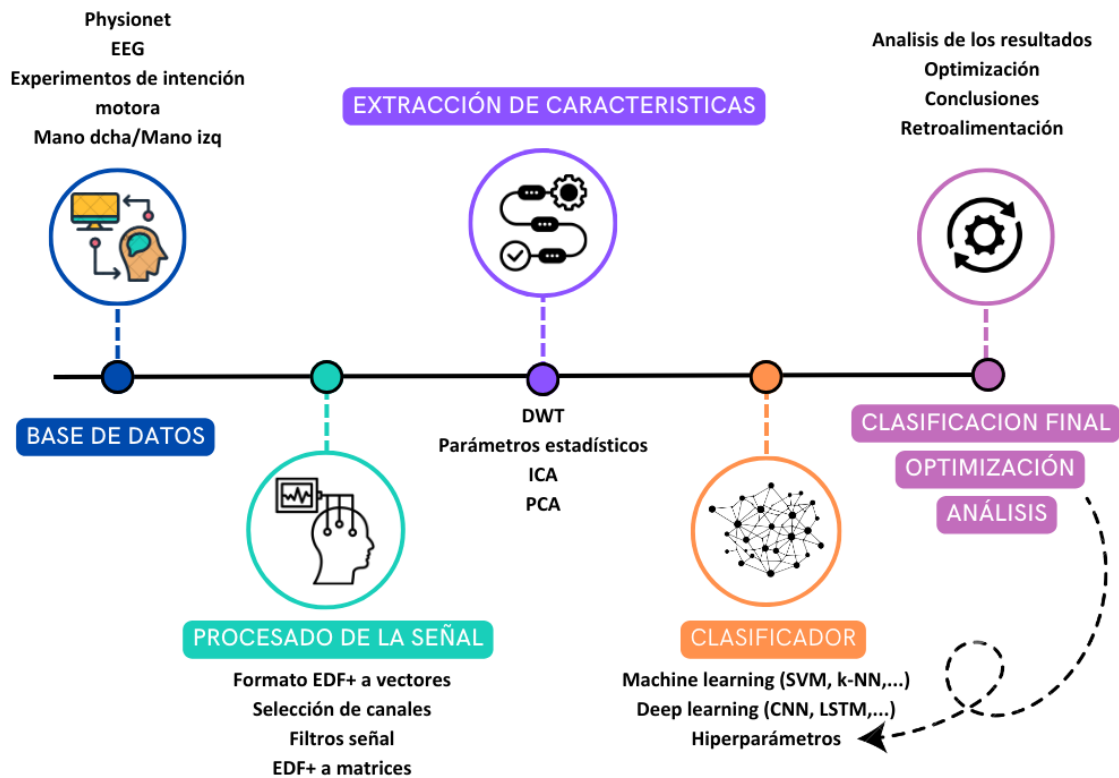 Physionet
EEG
Experimentos de intención
motora
Mano dcha/Mano izq
BASE DE DATOS
PROCESADO DE LA SEÑAL
Formato EDF+ a vectores
Selección de canales
Filtros señal
EDF+ a matrices
EXTRACCIÓN DE CARACTERISTICAS
DWT
Parámetros estadísticos
ICA
PCA
CLASIFICADOR
Machine learning (SVM, k-NN,...)
Deep learning (CNN, LSTM,...)
Hiperparámetros
Analisis de los resultados
Optimización
Conclusiones
Retroalimentación
CLASIFICACION FINAL
OPTIMIZACIÓN
ANÁLISIS